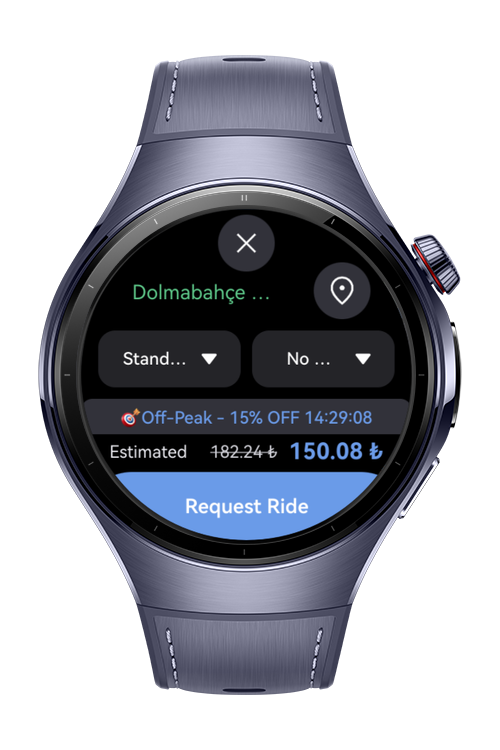 Dolmabahçe ...
Stand... No ...
Off-Peak - 15% OFF 14:29:08
Estimated 182.24 ₺ 150.08 ₺
Request Ride